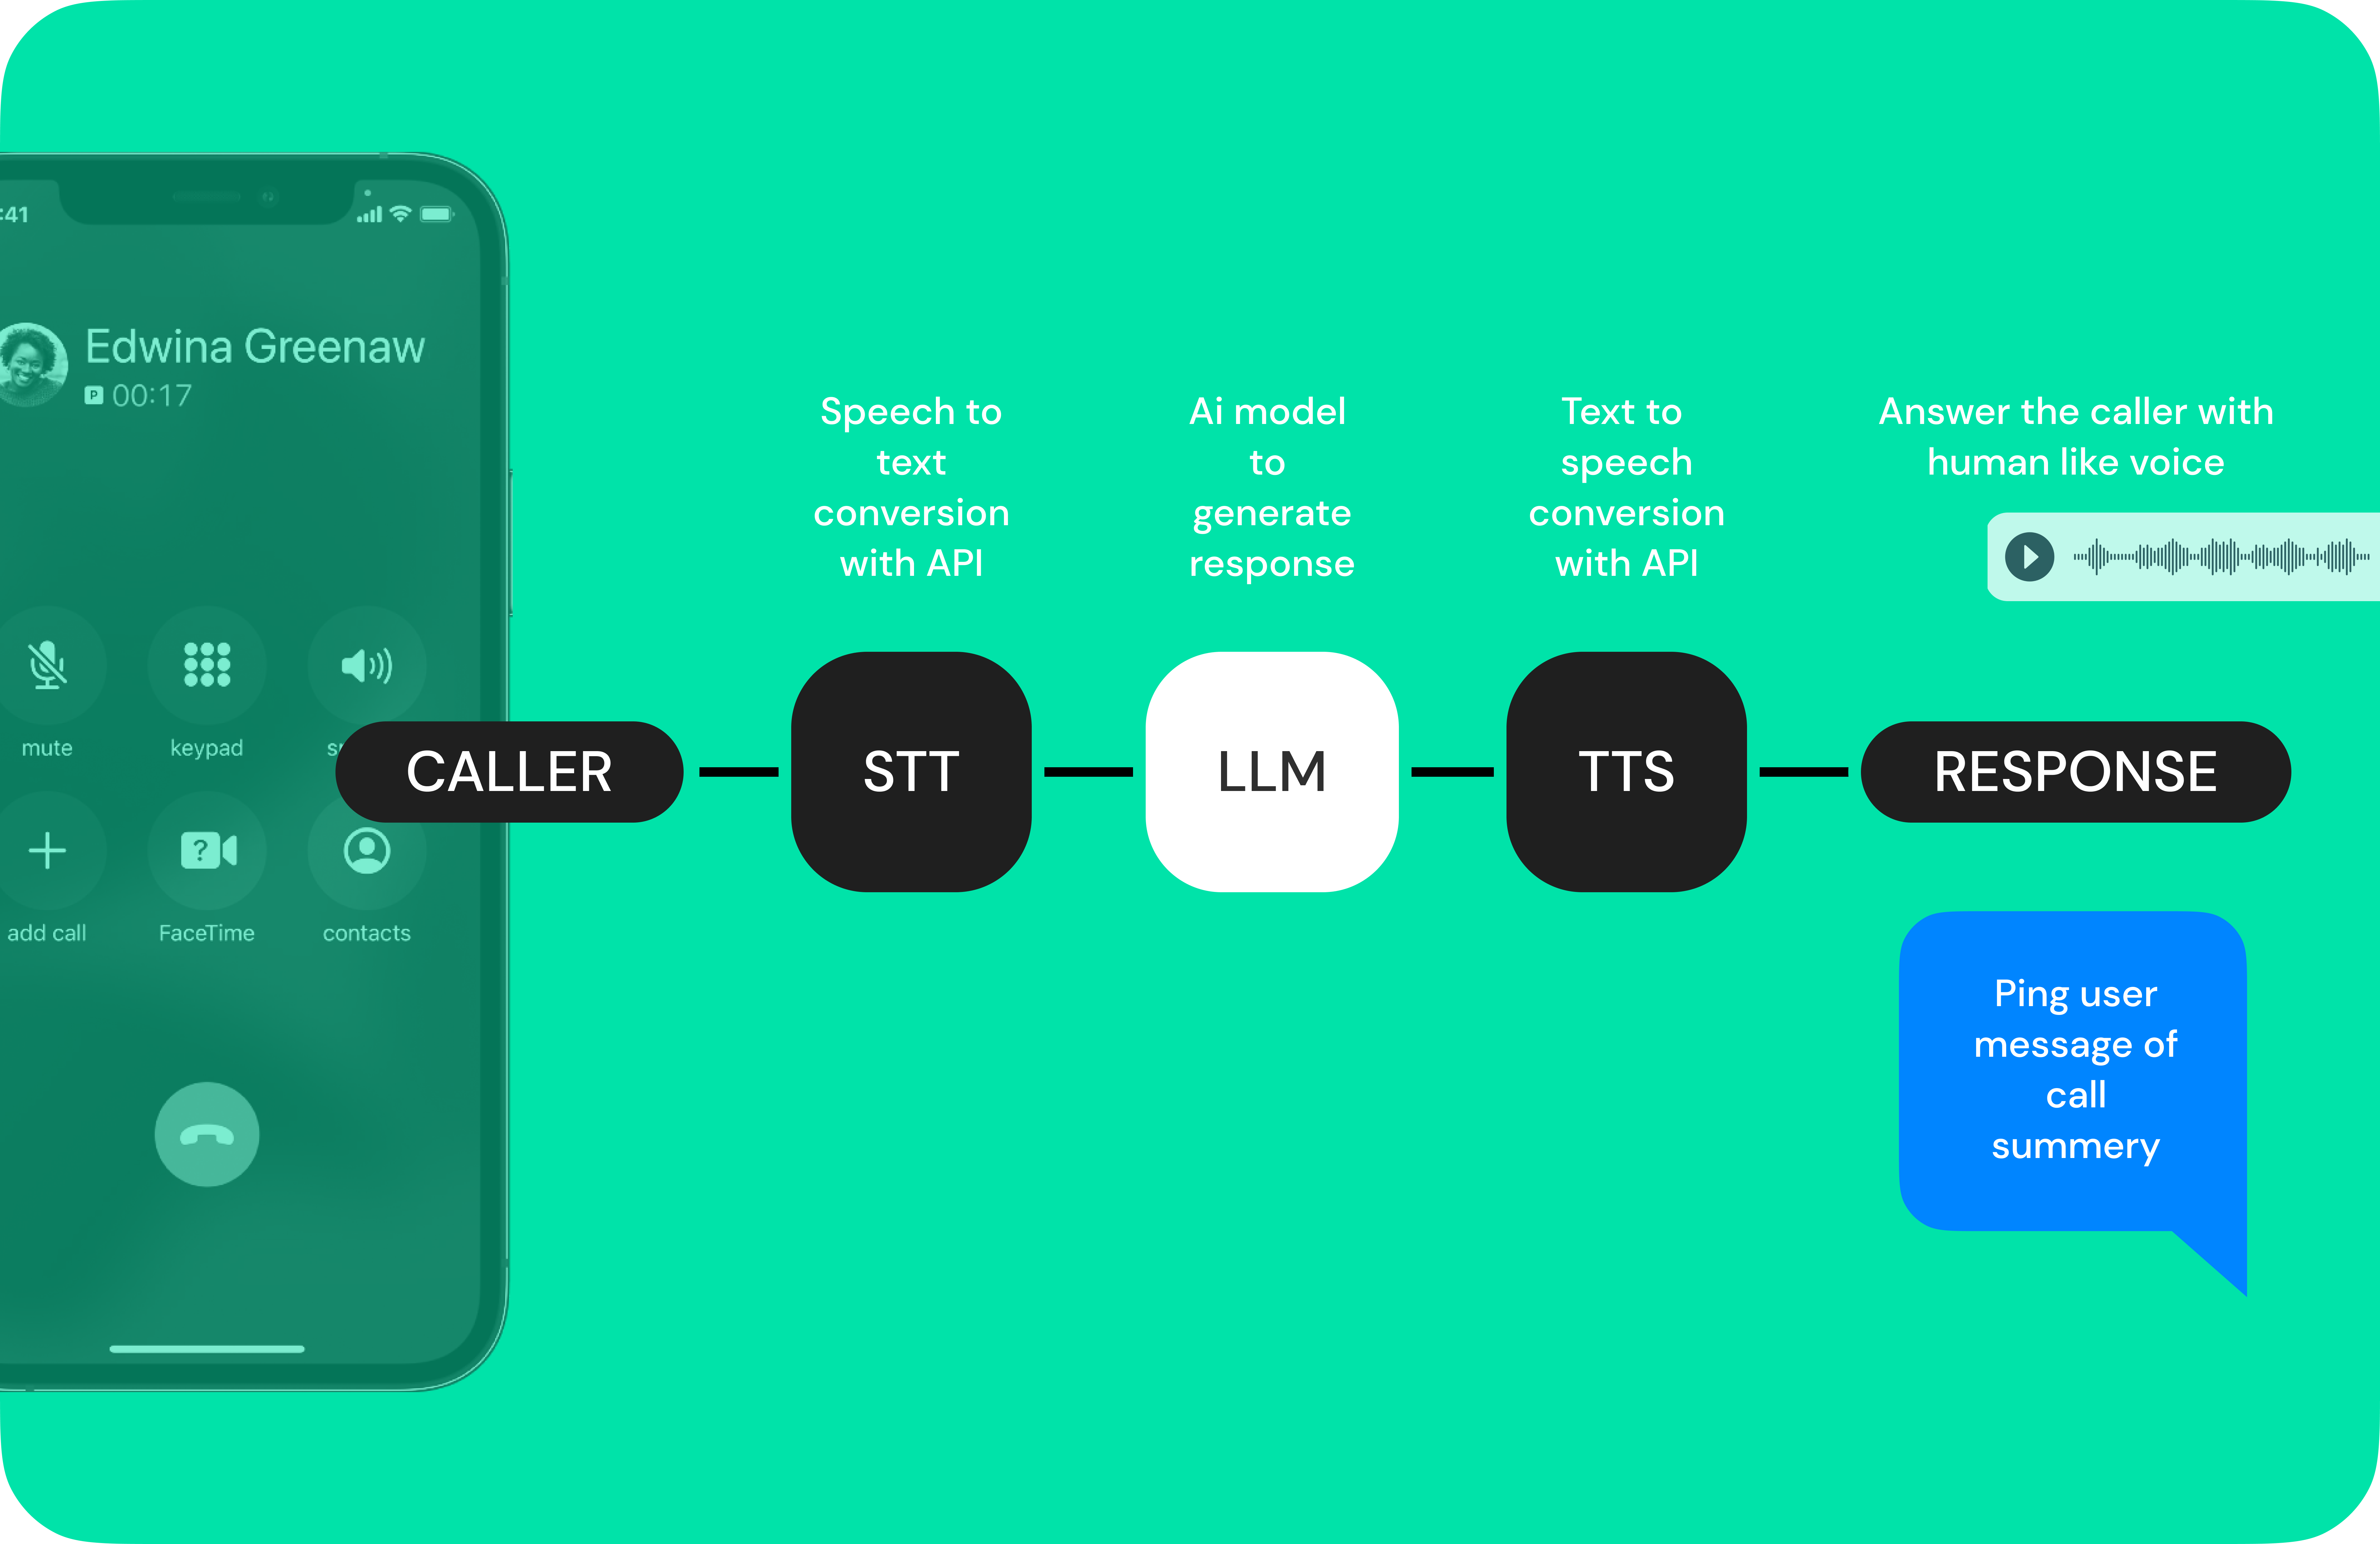 :41
Edwina Greenaw
P 00:17
mute
keypad
add call
FaceTime
contacts
CALLER
Speech to
text
conversion
with API
STT
Ai model
to
generate
response
LLM
Text to
speech
conversion
with API
TTS
Answer the caller with
human like voice
RESPONSE
Ping user
message of
call
summery